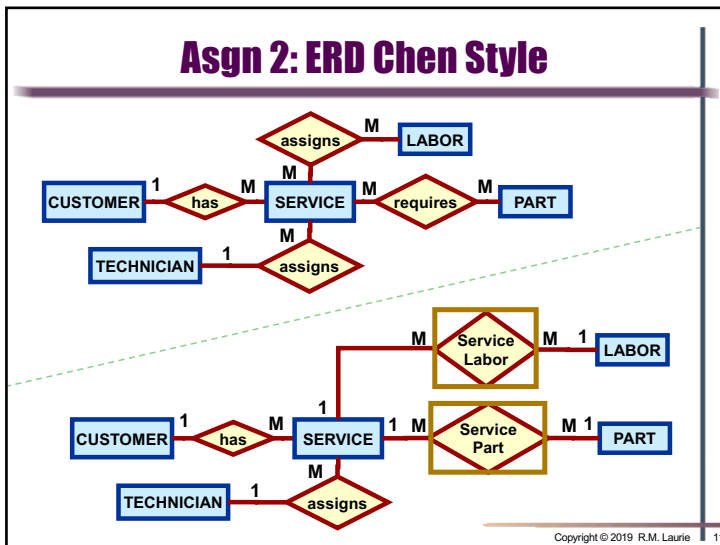 Asgn 2: ERD Chen Style
assigns M LABOR
M
CUSTOMER 1 has M SERVICE M requires M PART
M
TECHNICIAN 1 assigns
M Service Labor M 1 LABOR
1
CUSTOMER 1 has M SERVICE 1 M Service Part M 1 PART
M
TECHNICIAN 1 assigns
Copyright © 2019 R.M. Laurie